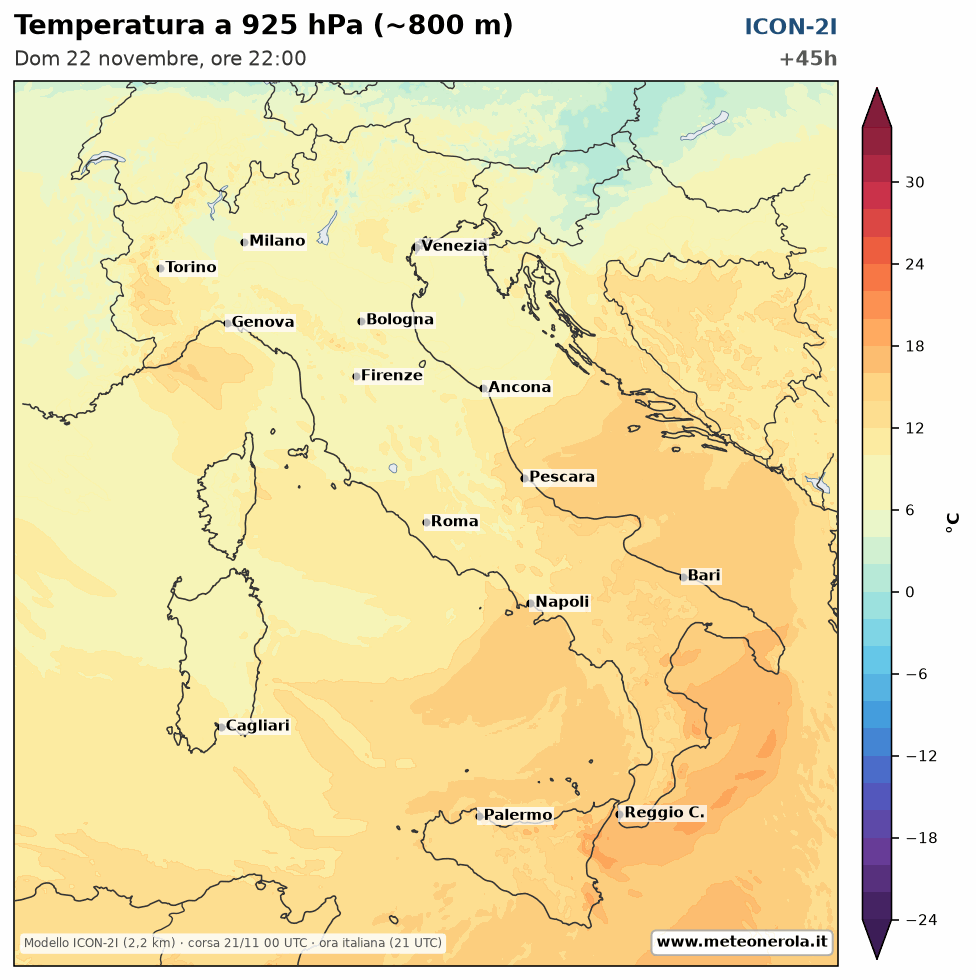 Temperatura a 925 hPa (~800 m)
ICON-2I
Dom 22 novembre, ore 22:00
+45h
Milano
Venezia
Torino
Genova
Bologna
Firenze
Ancona
Pescara
Roma
Bari
Napoli
Cagliari
Palermo
Reggio C.
30
24
18
12
6
0
−6
−12
−18
−24
°C
Modello ICON-2I (2,2 km) · corsa 21/11 00 UTC · ora italiana (21 UTC)
www.meteonerola.it